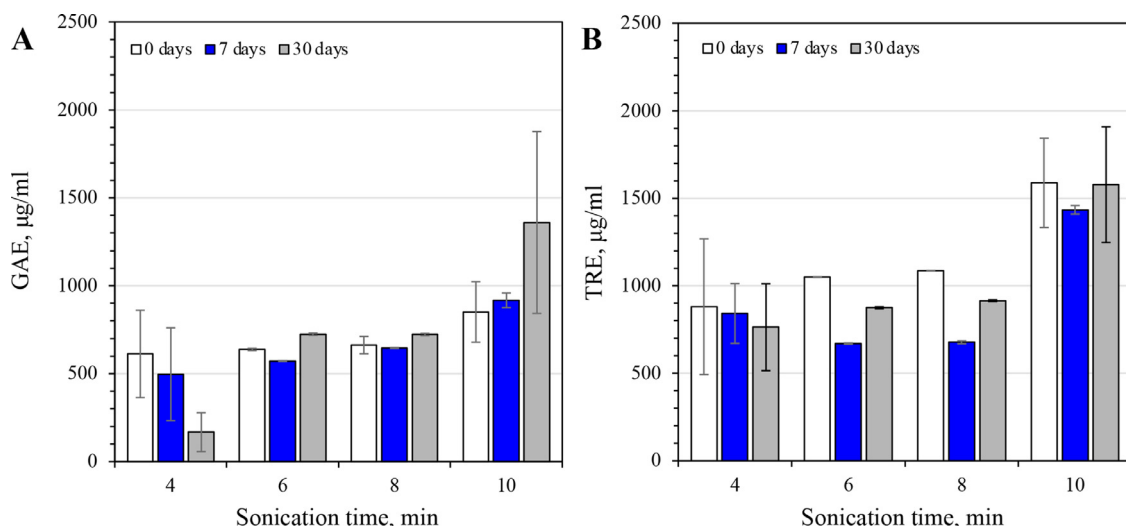 A
0 days 7 days 30 days
2500
2000
1500
1000
500
0
GAE, µg/ml
4 6 8 10
Sonication time, min
B
0 days 7 days 30 days
2500
2000
1500
1000
500
0
TRE, µg/ml
4 6 8 10
Sonication time, min